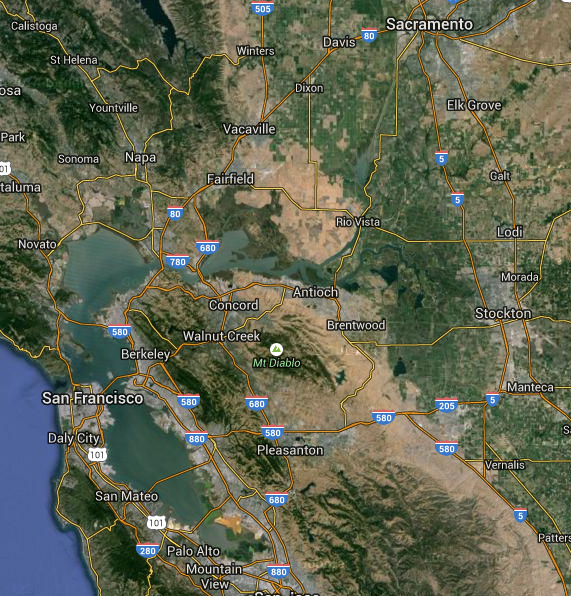 505
Calistoga
Sacramento
80
Davis
Winters
St Helena
Dixon
osa
Yountville
Elk Grove
Vacaville
Park
Sonoma
Napa
5
01
Galt
Fairfield
taluma
5
80
Rio Vista
Lodi
Novato
680
780
Morada
Antioch
Concord
Stockton
Brentwood
580
Walnut Creek
Berkeley
Mt Diablo
Manteca
San Francisco
580
680
205
5
580
580
880
Daly City
Pleasanton
580
101
Vernalis
San Mateo
680
5
101
Patters
280
Palo Alto
Mountain
View
880